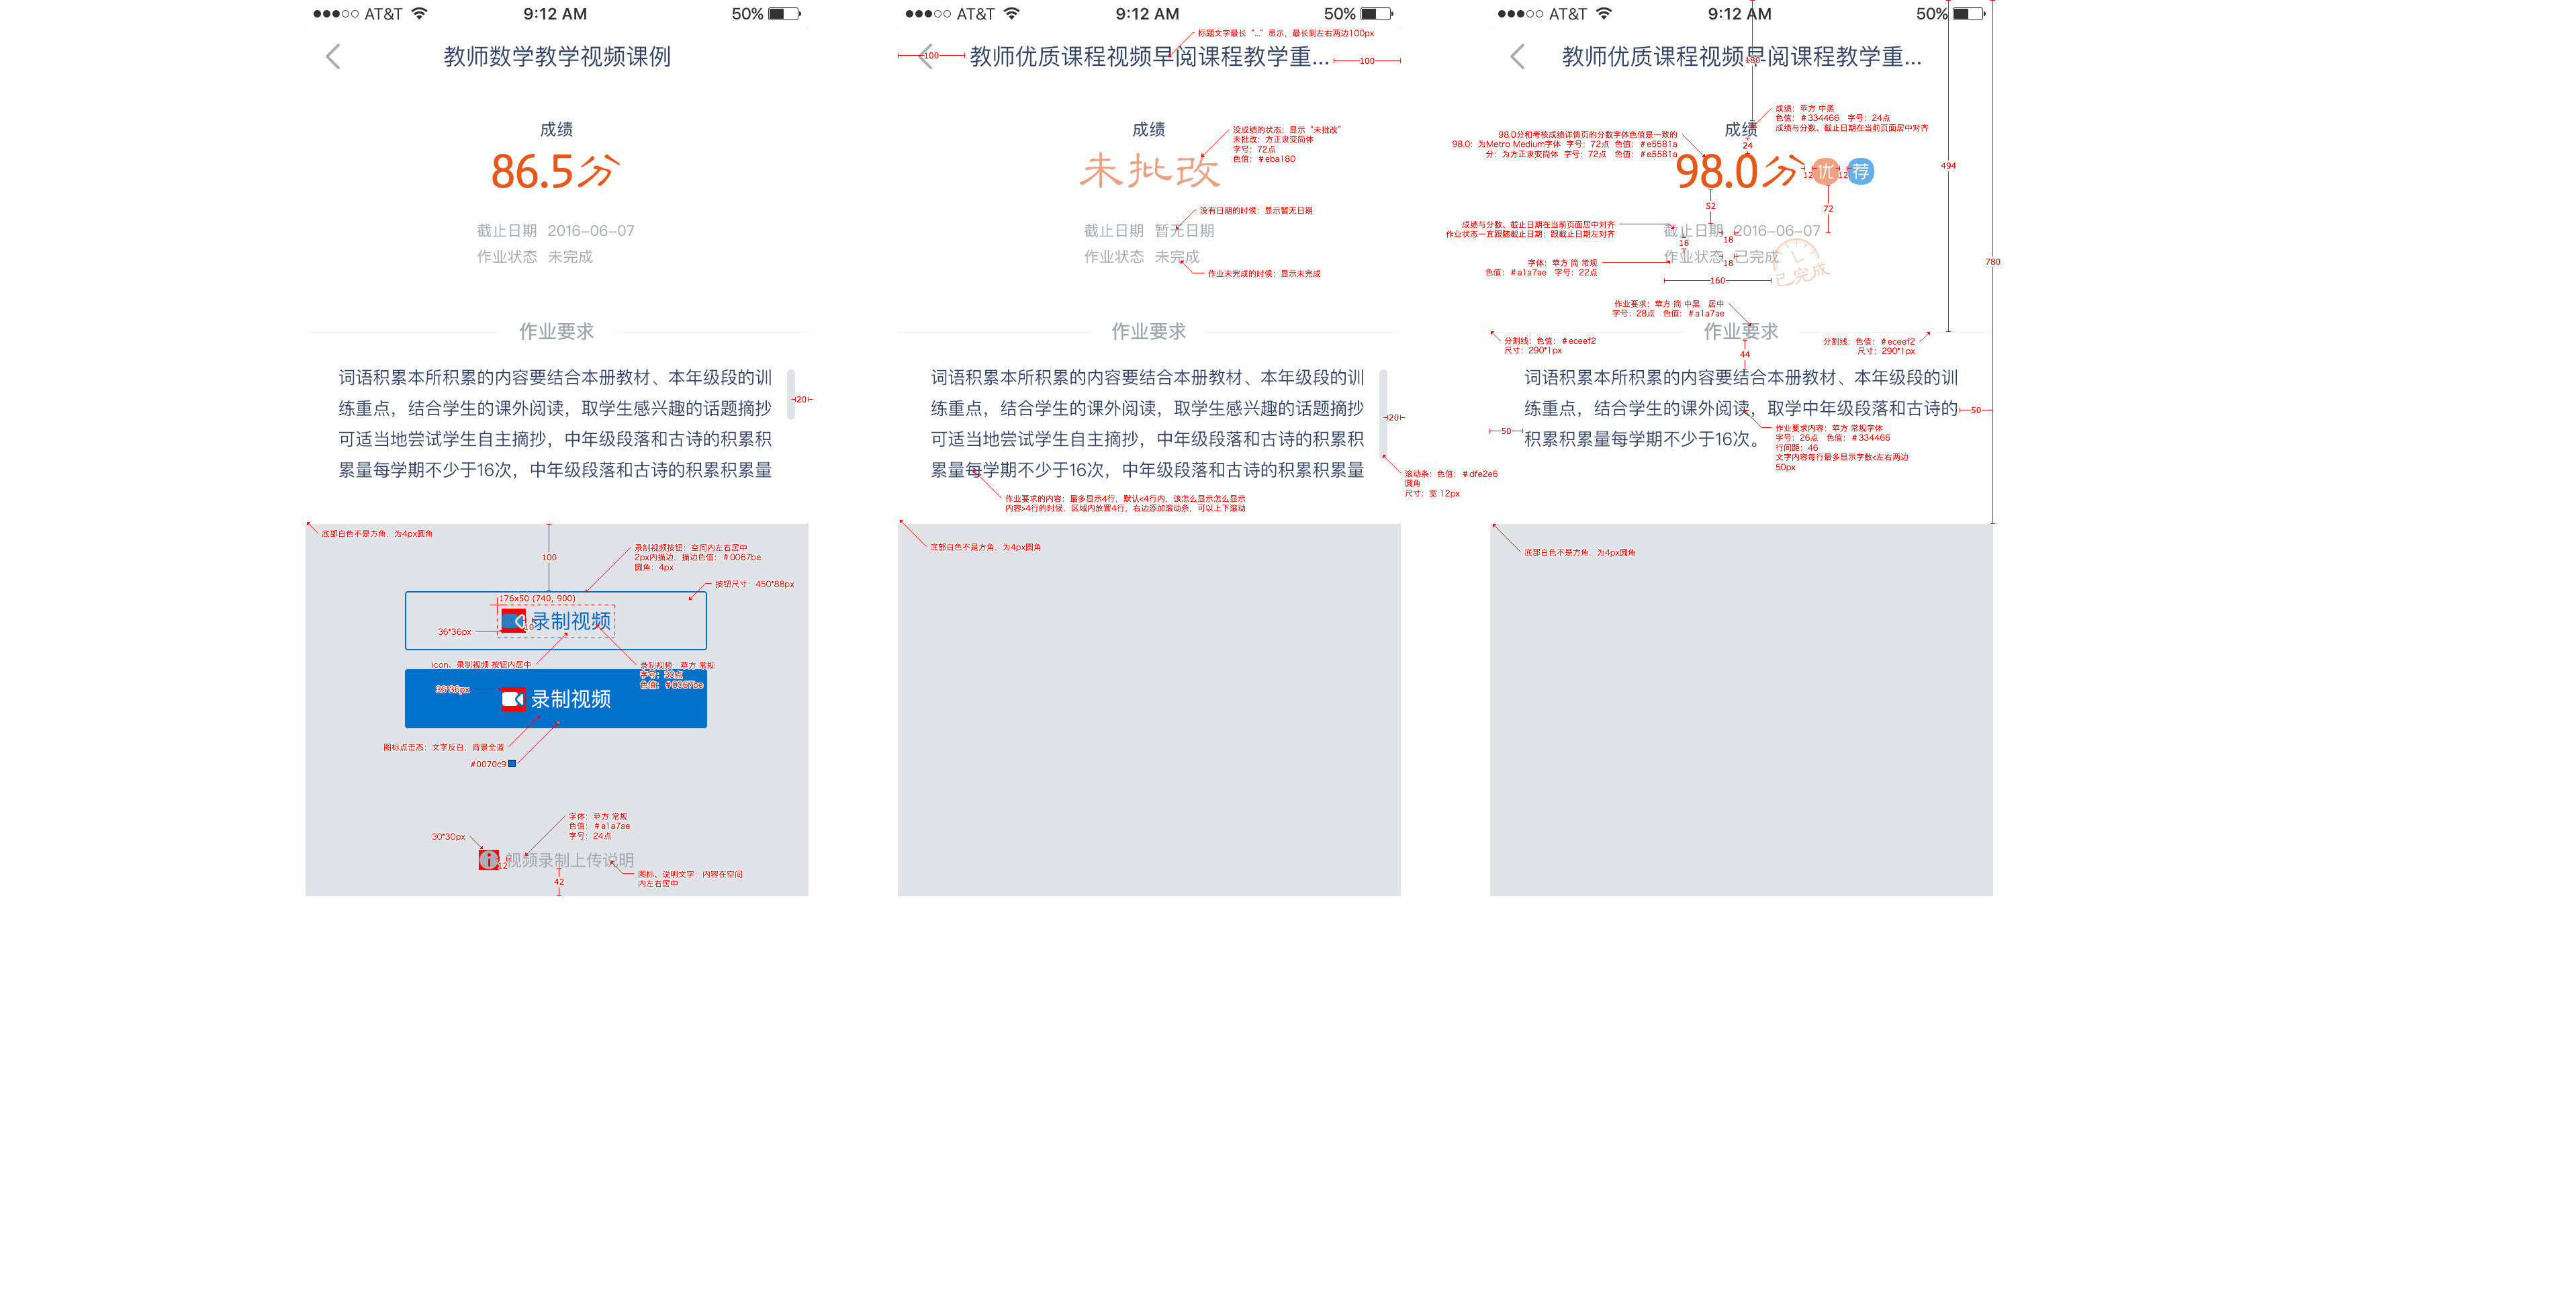 AT&T 9:12 AM 50%
教师数学教学视频课例
成绩
86.5分
截止日期 2016-06-07
作业状态 未完成
作业要求
词语积累本所积累的内容要结合本册教材、本年级段的训
练重点，结合学生的课外阅读，取学生感兴趣的话题摘抄
可适当地尝试学生自主摘抄，中年级段落和古诗的积累积
累量每学期不少于16次，中年级段落和古诗的积累积累量
20
底部白色不是方角，为4px圆角
100
录制视频按钮：空间内左右居中
2px内描边，描边色值：#0067be
圆角：4px
按钮尺寸：450*88px
176x50 (740, 900)
录制视频
10
36*36px
icon、录制视频 按钮内居中
录制视频：苹方 常规
字号：30点
色值：#0067be
36*36px
录制视频
图标点击态：文字反白，背景全蓝
#0070c9
字体：苹方 常规
色值：#a1a7ae
字号：24点
30*30px
12
视频录制上传说明
图标、说明文字：内容在空间
内左右居中
42
AT&T 9:12 AM 50%
标题文字最长“...”显示，最长到左右两边100px
100
教师优质课程视频早阅课程教学重...
100
成绩
没成绩的状态：显示“未批改”
未批改：方正隶变简体
字号：72点
色值：#eba180
未批改
没有日期的时候：显示暂无日期
截止日期 暂无日期
作业状态 未完成
作业未完成的时候：显示未完成
作业要求
词语积累本所积累的内容要结合本册教材、本年级段的训
练重点，结合学生的课外阅读，取学生感兴趣的话题摘抄
可适当地尝试学生自主摘抄，中年级段落和古诗的积累积
累量每学期不少于16次，中年级段落和古诗的积累积累量
20
滚动条：色值：#dfe2e6
圆角
尺寸：宽 12px
作业要求的内容：最多显示4行，默认<4行内，该怎么显示怎么显示
内容>4行的时候，区域内放置4行，右边添加滚动条，可以上下滚动
底部白色不是方角，为4px圆角
AT&T 9:12 AM 50%
教师优质课程视频早阅课程教学重...
180
成绩：苹方 中黑
色值：#334466 字号：24点
成绩与分数、截止日期在当前页面居中对齐
成绩
98.0分和考核成绩详情页的分数字体色值是一致的
98.0：为Metro Medium字体 字号：72点 色值：#e5581a
分：为方正隶变简体 字号：72点 色值：#e5581a
24
98.0分 优 荐
12
12
494
52
72
成绩与分数、截止日期在当前页面居中对齐
作业状态一直跟随截止日期：跟截止日期左对齐
截止日期 2016-06-07
18
18
作业状态 已完成
18
已完成
字体：苹方 简 常规
色值：#a1a7ae 字号：22点
780
160
作业要求：苹方 简 中黑 居中
字号：28点 色值：#a1a7ae
作业要求
分割线：色值：#eceef2
尺寸：290*1px
分割线：色值：#eceef2
尺寸：290*1px
44
词语积累本所积累的内容要结合本册教材、本年级段的训
练重点，结合学生的课外阅读，取学中年级段落和古诗的
积累积累量每学期不少于16次。
50
50
作业要求内容：苹方 常规字体
字号：26点 色值：#334466
行间距：46
文字内容每行最多显示字数<左右两边
50px
底部白色不是方角，为4px圆角